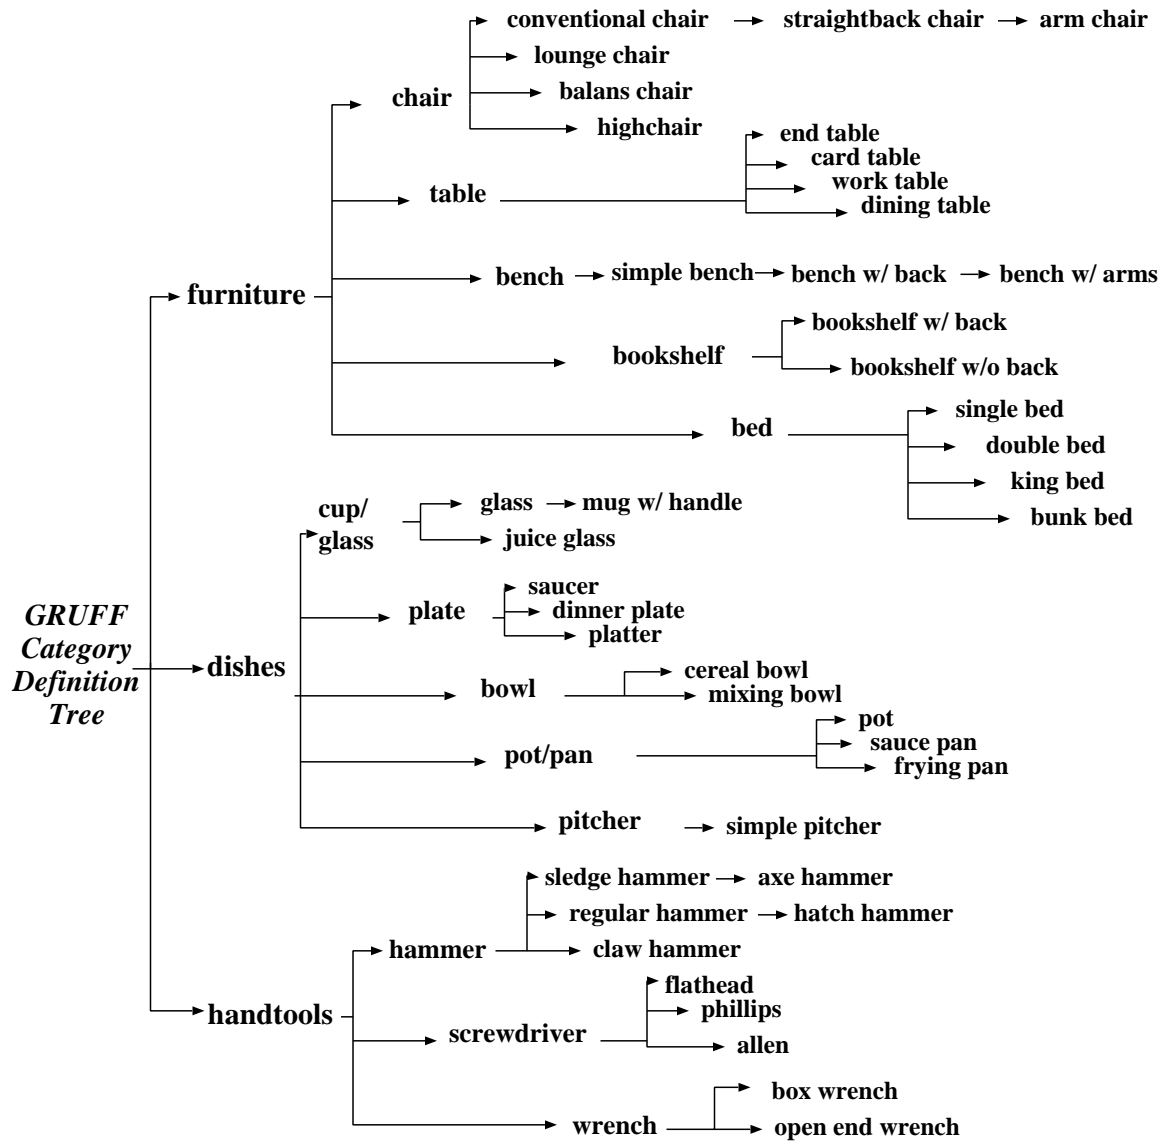 conventional chair
straightback chair
arm chair
lounge chair
balans chair
chair
highchair
end table
card table
work table
table
dining table
bench
simple bench
bench w/ back
bench w/ arms
furniture
bookshelf w/ back
bookshelf
bookshelf w/o back
single bed
bed
double bed
king bed
bunk bed
cup/
glass
glass
mug w/ handle
juice glass
saucer
plate
dinner plate
platter
GRUFF
Category
Definition
Tree
dishes
cereal bowl
bowl
mixing bowl
pot
sauce pan
pot/pan
frying pan
pitcher
simple pitcher
sledge hammer
axe hammer
regular hammer
hatch hammer
hammer
claw hammer
flathead
phillips
handtools
screwdriver
allen
box wrench
wrench
open end wrench